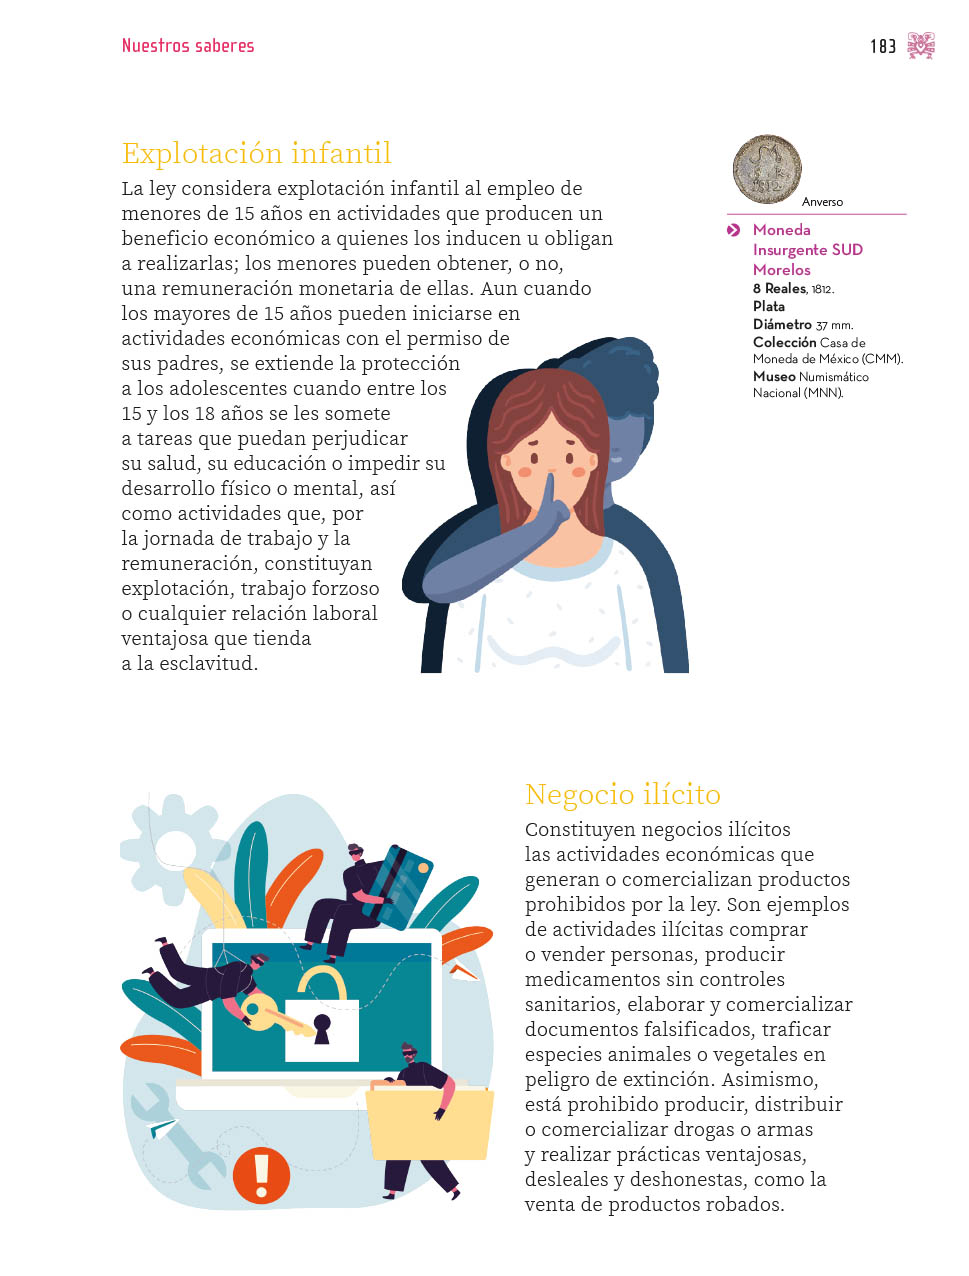 Nuestros saberes
183
Explotación infantil
La ley considera explotación infantil al empleo de
menores de 15 años en actividades que producen un
beneficio económico a quienes los inducen u obligan
a realizarlas; los menores pueden obtener, o no,
una remuneración monetaria de ellas. Aun cuando
los mayores de 15 años pueden iniciarse en
actividades económicas con el permiso de
sus padres, se extiende la protección
a los adolescentes cuando entre los
15 y los 18 años se les somete
a tareas que puedan perjudicar
su salud, su educación o impedir su
desarrollo físico o mental, así
como actividades que, por
la jornada de trabajo y la
remuneración, constituyan
explotación, trabajo forzoso
o cualquier relación laboral
ventajosa que tienda
a la esclavitud.
1812
Anverso
Moneda
Insurgente SUD
Morelos
8 Reales, 1812.
Plata
Diámetro 37 mm.
Colección Casa de
Moneda de México (CMM).
Museo Numismático
Nacional (MNN).
Negocio ilícito
Constituyen negocios ilícitos
las actividades económicas que
generan o comercializan productos
prohibidos por la ley. Son ejemplos
de actividades ilícitas comprar
o vender personas, producir
medicamentos sin controles
sanitarios, elaborar y comercializar
documentos falsificados, traficar
especies animales o vegetales en
peligro de extinción. Asimismo,
está prohibido producir, distribuir
o comercializar drogas o armas
y realizar prácticas ventajosas,
desleales y deshonestas, como la
venta de productos robados.
!